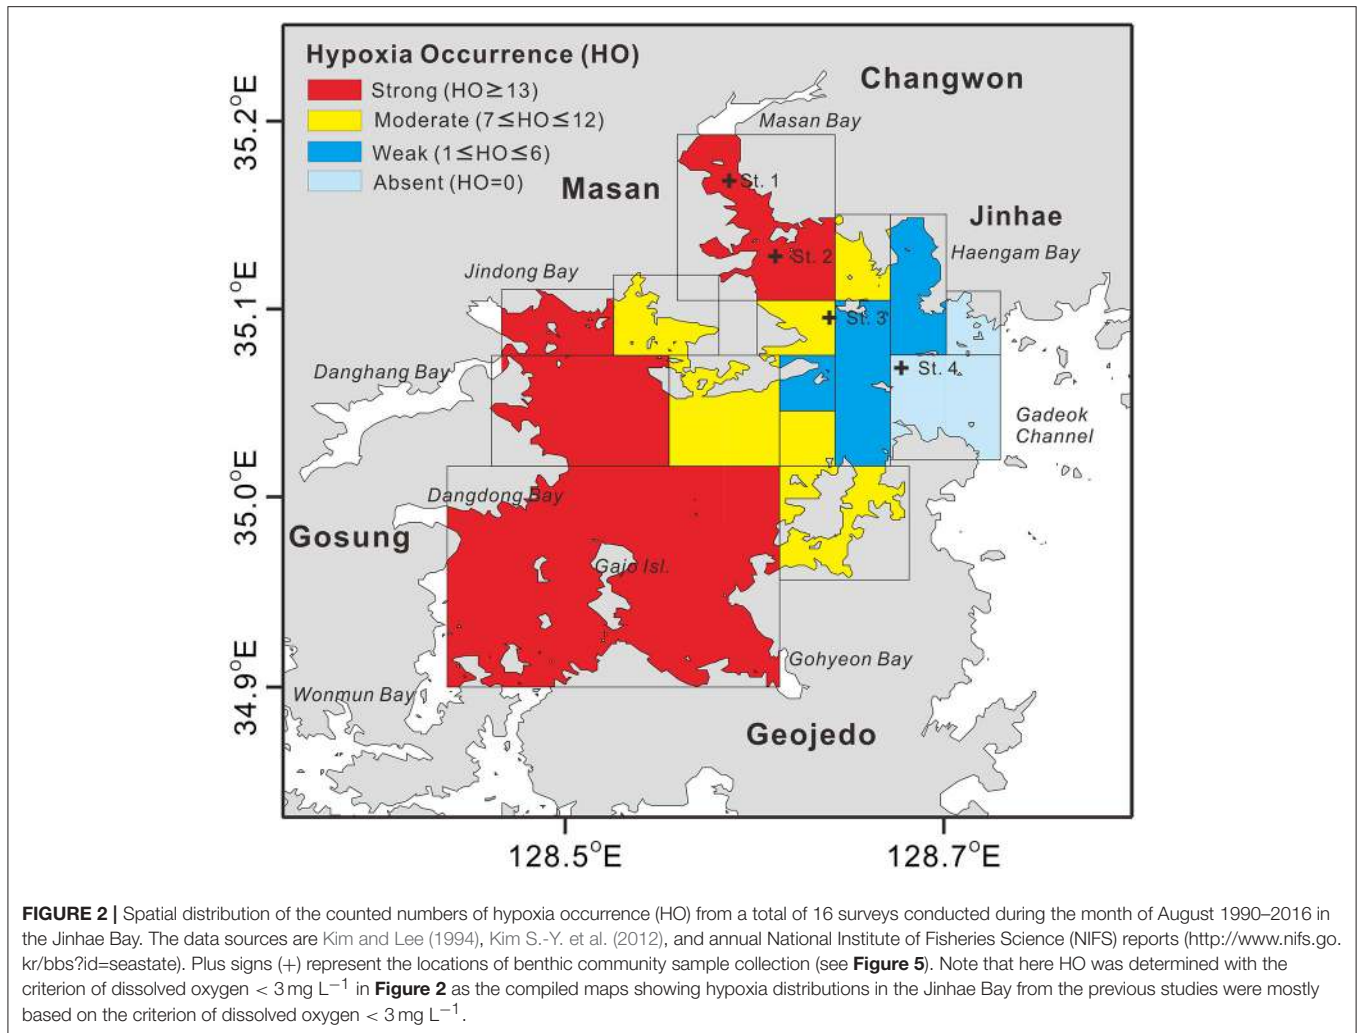 Hypoxia Occurrence (HO)
Strong (HO≥13)
Moderate (7≤HO≤12)
Weak (1≤HO≤6)
Absent (HO=0)
Changwon
Masan Bay
Masan
St. 1
Jinhae
Haengam Bay
St. 2
Jindong Bay
St. 3
Danghang Bay
St. 4
Gadeok
Channel
Dangdong Bay
Gosung
Gajo Isl.
Gohyeon Bay
Wonmun Bay
Geojedo
35.2°E
35.1°E
35.0°E
34.9°E
128.5°E
128.7°E
FIGURE 2 | Spatial distribution of the counted numbers of hypoxia occurrence (HO) from a total of 16 surveys conducted during the month of August 1990–2016 in
the Jinhae Bay. The data sources are Kim and Lee (1994), Kim S.-Y. et al. (2012), and annual National Institute of Fisheries Science (NIFS) reports (http://www.nifs.go.
kr/bbs?id=seastate). Plus signs (+) represent the locations of benthic community sample collection (see Figure 5). Note that here HO was determined with the
criterion of dissolved oxygen < 3 mg L⁻¹ in Figure 2 as the compiled maps showing hypoxia distributions in the Jinhae Bay from the previous studies were mostly
based on the criterion of dissolved oxygen < 3 mg L⁻¹.